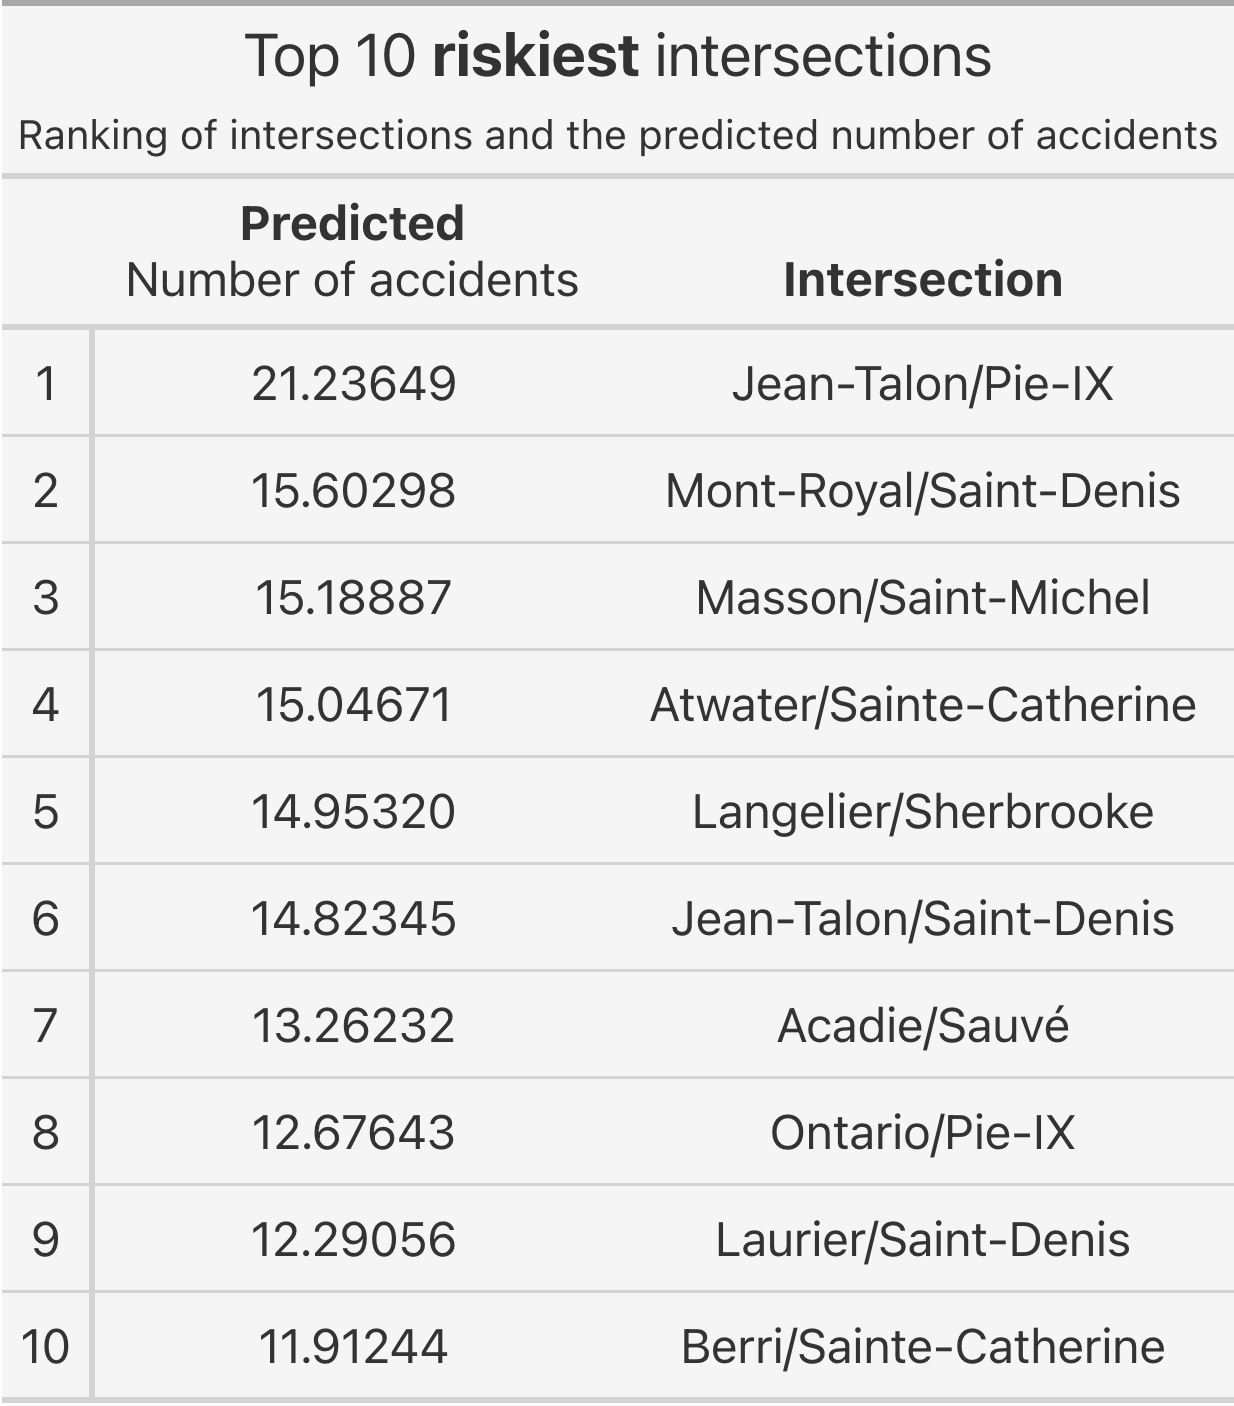 Top 10 riskiest intersections
Ranking of intersections and the predicted number of accidents
Predicted
Number of accidents Intersection
1 21.23649 Jean-Talon/Pie-IX
2 15.60298 Mont-Royal/Saint-Denis
3 15.18887 Masson/Saint-Michel
4 15.04671 Atwater/Sainte-Catherine
5 14.95320 Langelier/Sherbrooke
6 14.82345 Jean-Talon/Saint-Denis
7 13.26232 Acadie/Sauvé
8 12.67643 Ontario/Pie-IX
9 12.29056 Laurier/Saint-Denis
10 11.91244 Berri/Sainte-Catherine